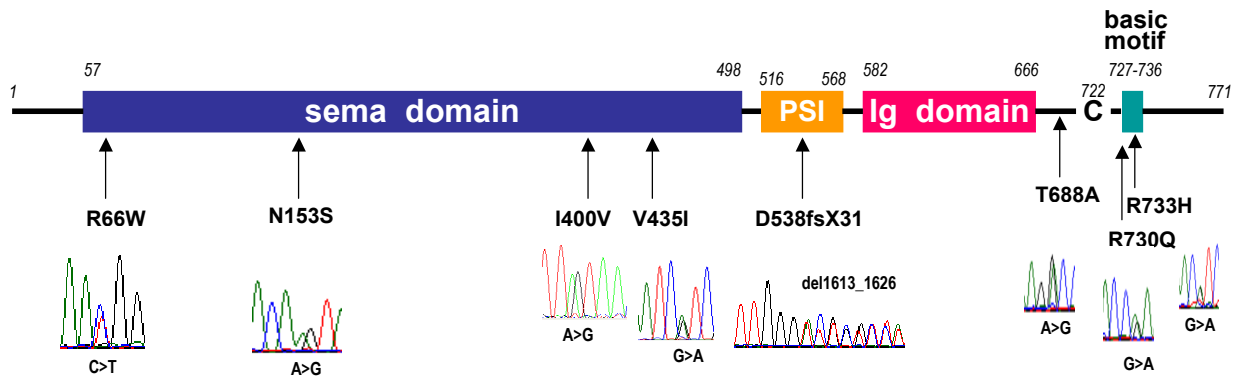 basic
motif
57
498
516
568
582
666
727-736
1
722
771
sema domain
PSI
Ig domain
C
R66W
N153S
I400V
V435I
D538fsX31
T688A
R733H
R730Q
del1613_1626
C>T
A>G
A>G
G>A
A>G
G>A
G>A